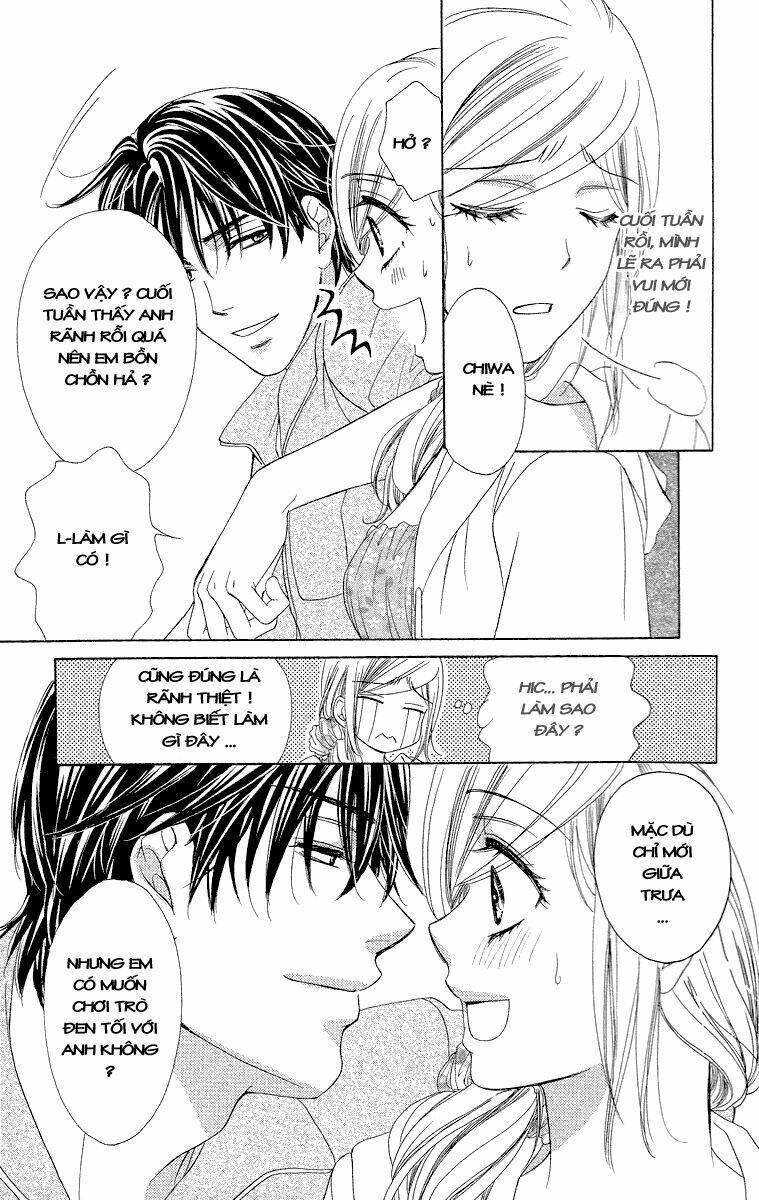 CUỐI TUẦN
RỒI, MÌNH
LẼ RA PHẢI
VUI MỚI
ĐÚNG !
CHIWA
NÈ !
HỞ ?
SAO VẬY ? CUỐI
TUẦN THẤY ANH
RÃNH RỖI QUÁ
NÊN EM BỒN
CHỒN HẢ ?
L-LÀM GÌ
CÓ !
HIC... PHẢI
LÀM SAO
ĐÂY ?
CŨNG ĐÚNG LÀ
RÃNH THIỆT !
KHÔNG BIẾT LÀM
GÌ ĐÂY ...
MẶC DÙ
CHỈ MỚI
GIỮA
TRƯA
...
NHƯNG EM
CÓ MUỐN
CHƠI TRÒ
ĐEN TỐI VỚI
ANH KHÔNG
?